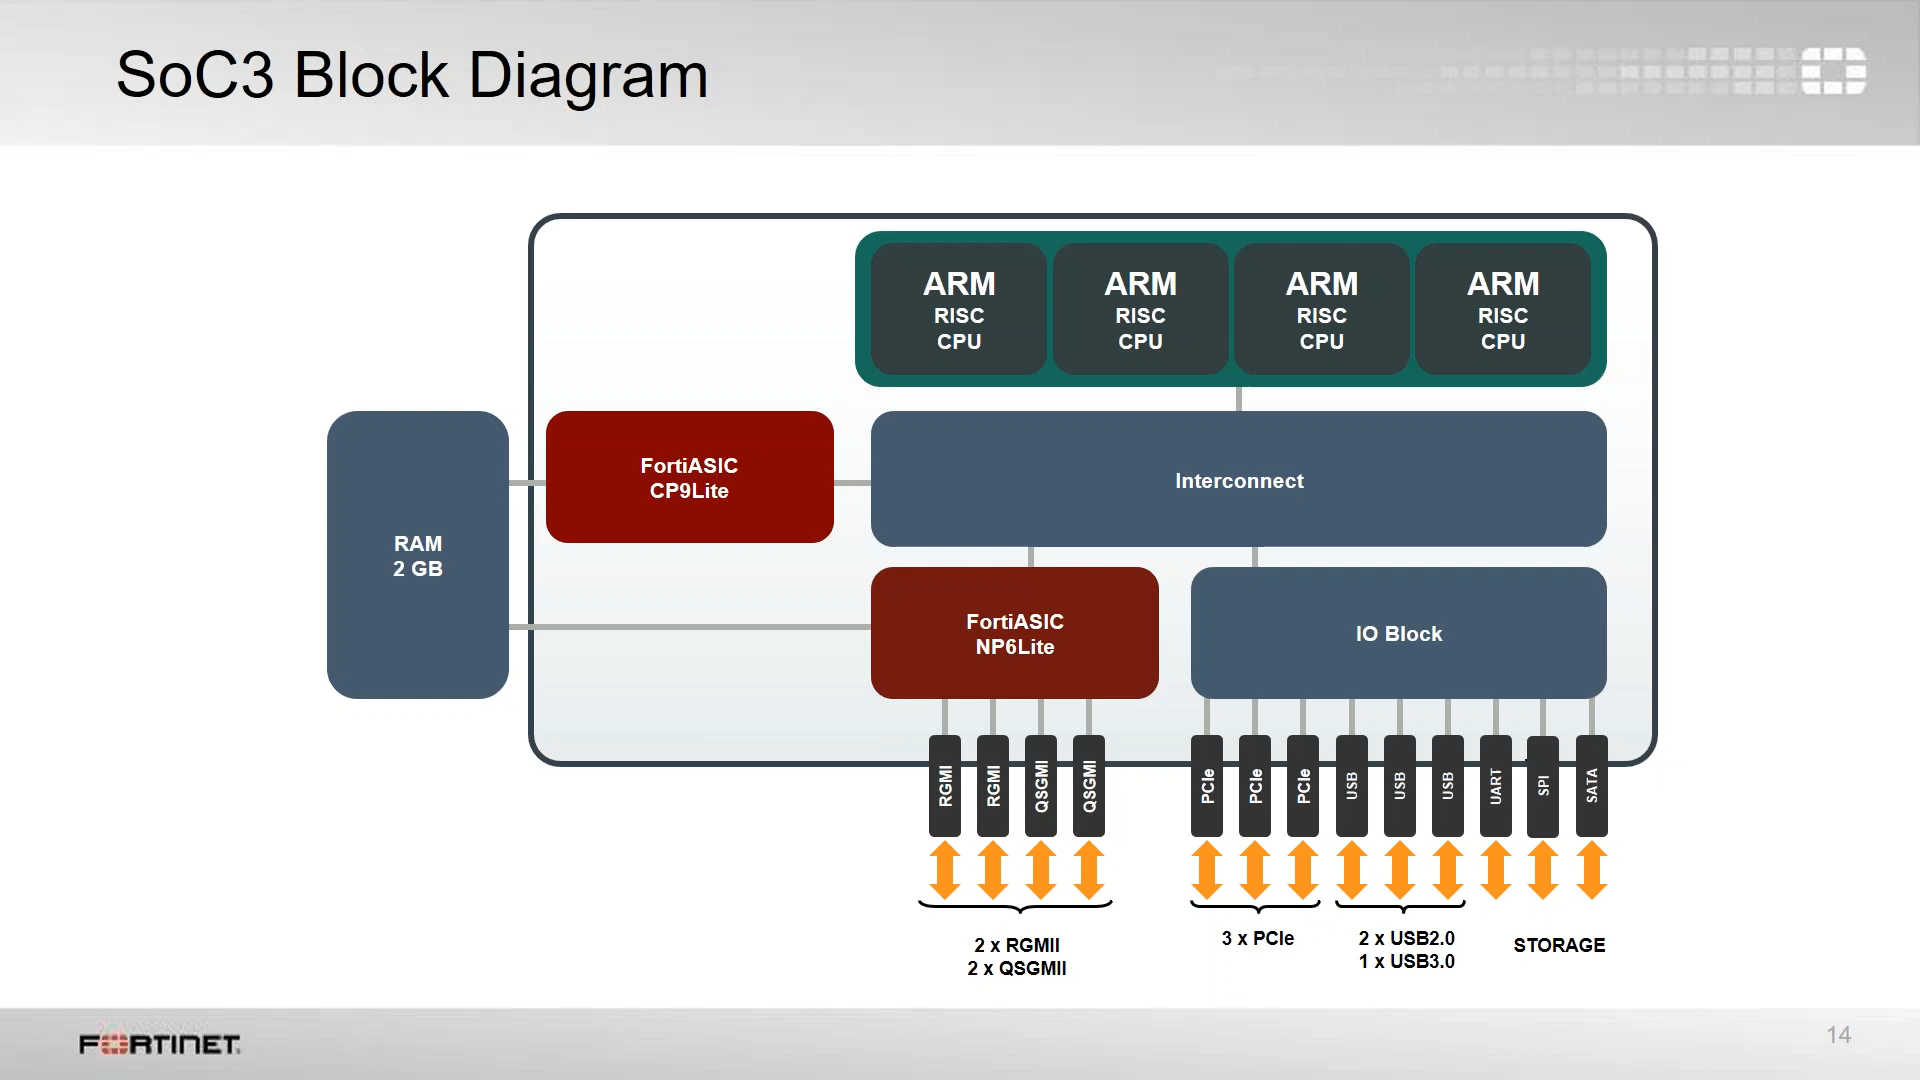 SoC3 Block Diagram
ARM
RISC
CPU
ARM
RISC
CPU
ARM
RISC
CPU
ARM
RISC
CPU
FortiASIC
CP9Lite
Interconnect
RAM
2 GB
FortiASIC
NP6Lite
IO Block
RGMI
RGMI
QSGMI
QSGMI
PCIe
PCIe
PCIe
USB
USB
USB
UART
SPI
SATA
2 x RGMII
2 x QSGMII
3 x PCIe
2 x USB2.0
1 x USB3.0
STORAGE
FORTINET
14